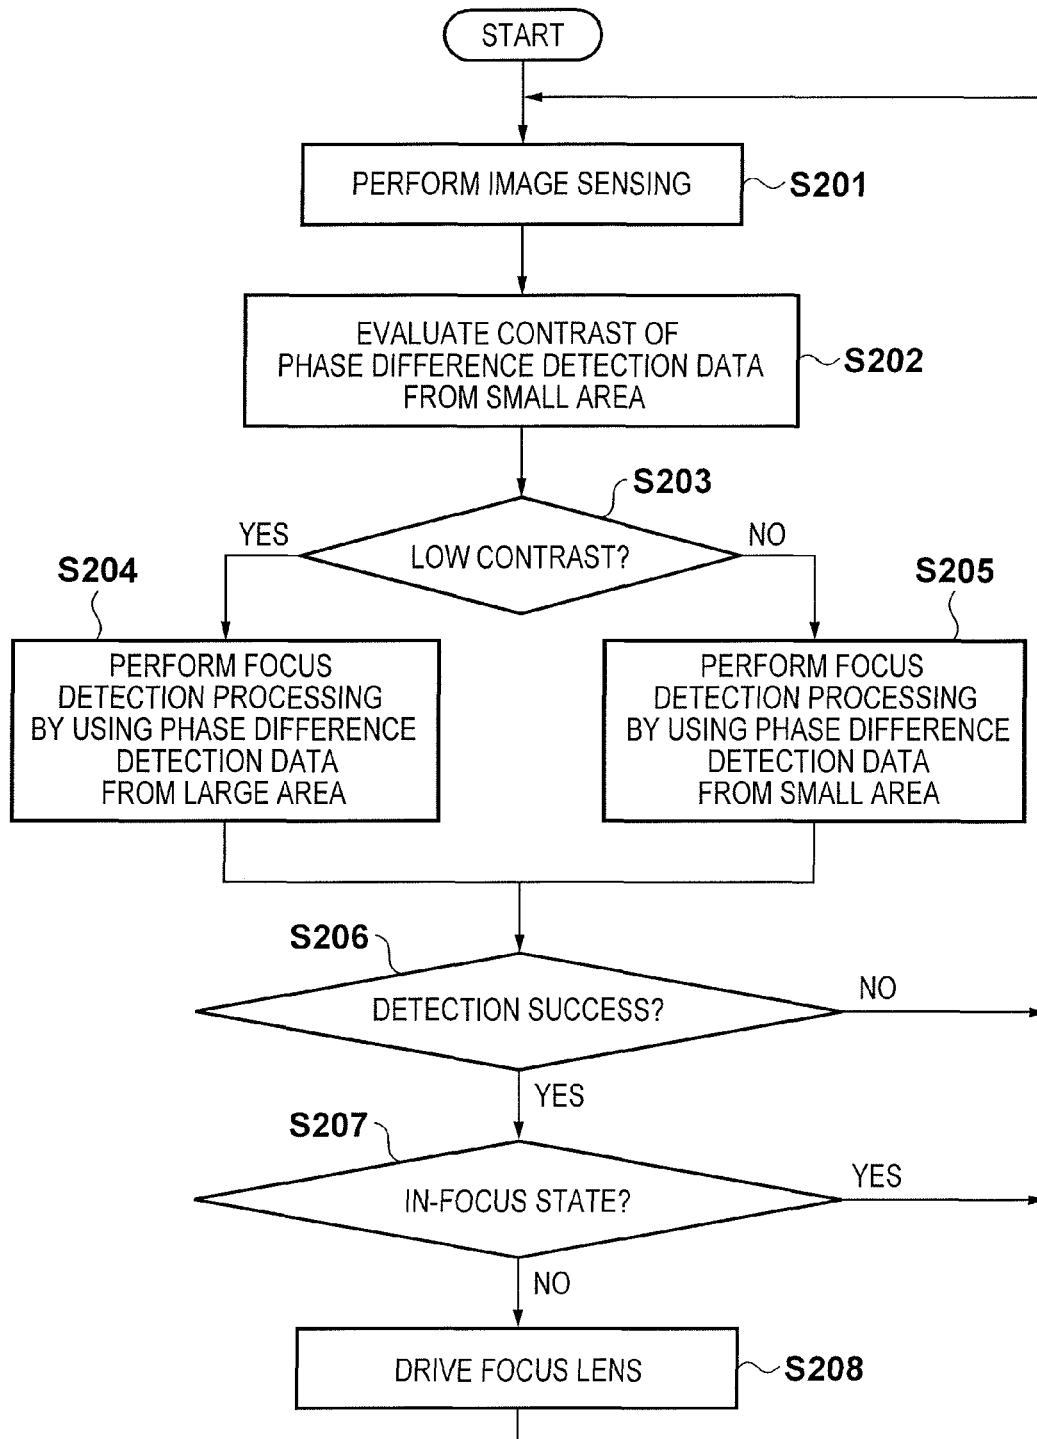 START
PERFORM IMAGE SENSING
S201
EVALUATE CONTRAST OF
PHASE DIFFERENCE DETECTION DATA
FROM SMALL AREA
S202
S203
LOW CONTRAST?
YES
NO
S204
PERFORM FOCUS
DETECTION PROCESSING
BY USING PHASE DIFFERENCE
DETECTION DATA
FROM LARGE AREA
S205
PERFORM FOCUS
DETECTION PROCESSING
BY USING PHASE DIFFERENCE
DETECTION DATA
FROM SMALL AREA
S206
DETECTION SUCCESS?
NO
YES
S207
IN-FOCUS STATE?
YES
NO
DRIVE FOCUS LENS
S208